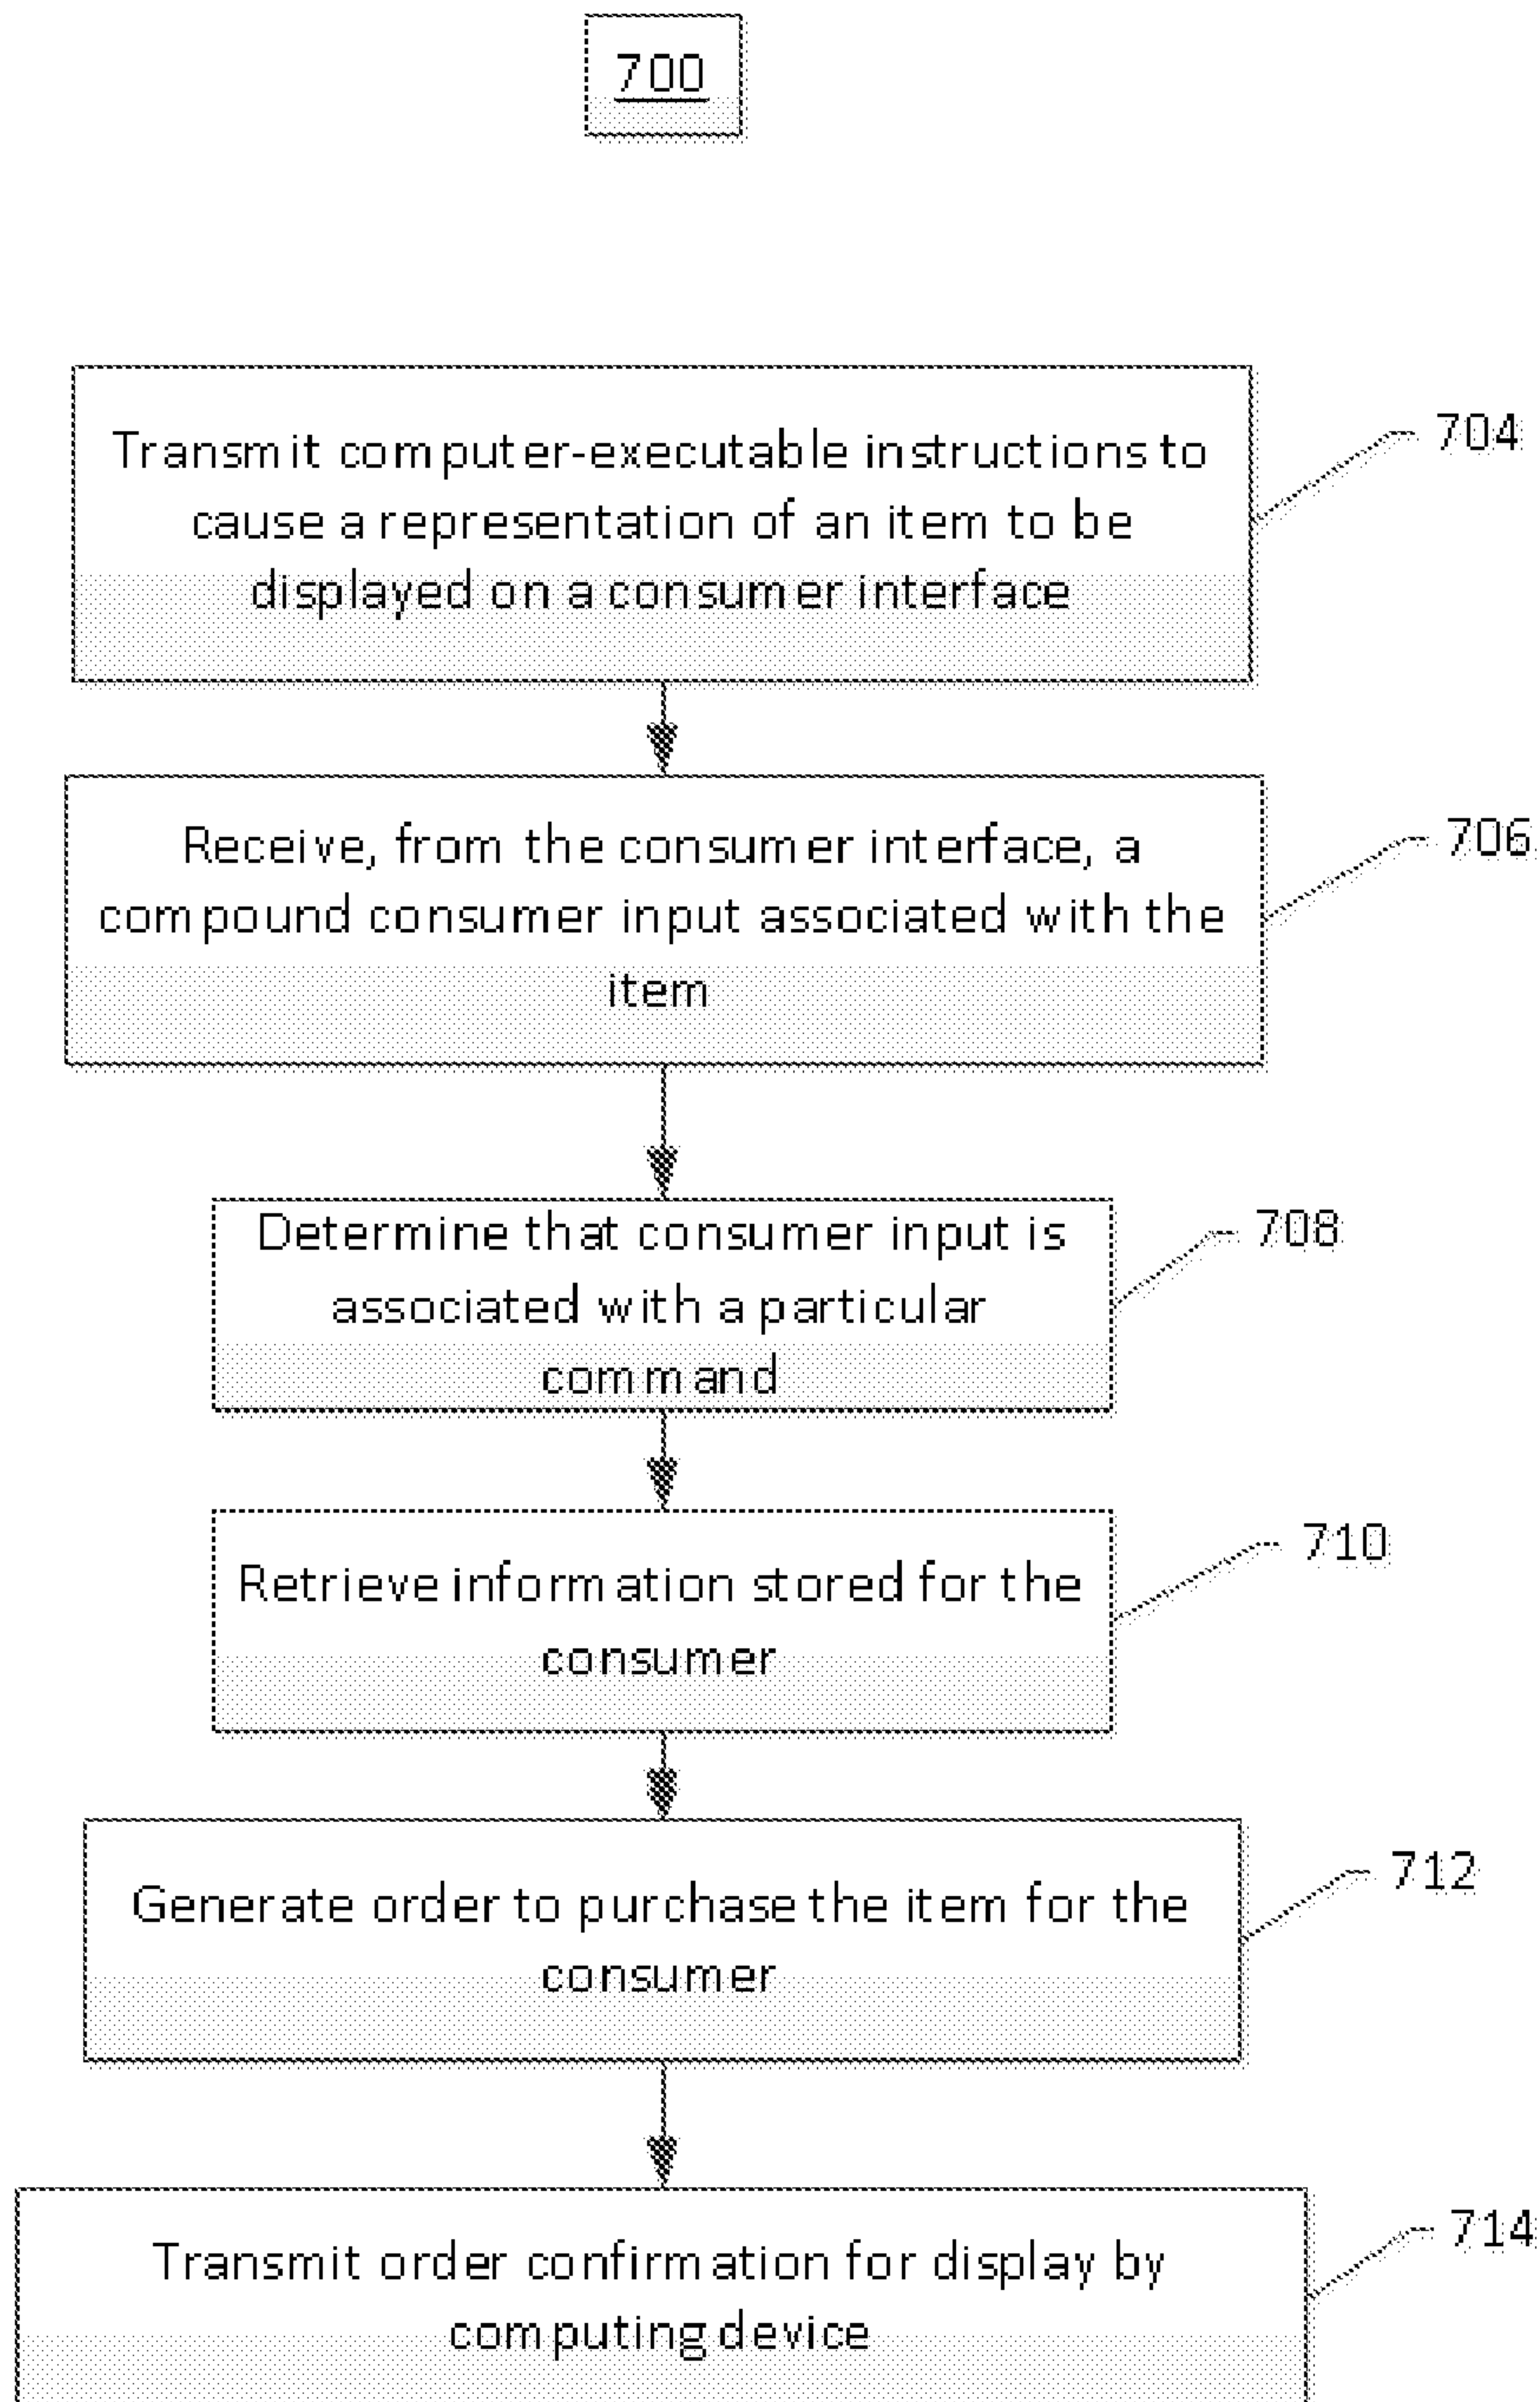 700
Transmit computer-executable instructions to
cause a representation of an item to be
displayed on a consumer interface
704
Receive, from the consumer interface, a
compound consumer input associated with the
item
706
Determine that consumer input is
associated with a particular
command
708
Retrieve information stored for the
consumer
710
Generate order to purchase the item for the
consumer
712
Transmit order confirmation for display by
computing device
714